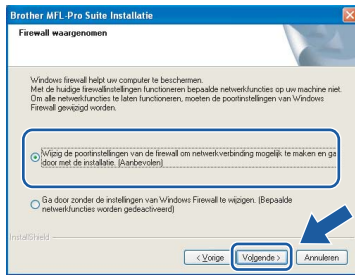 Brother MFL-Pro Suite Installatie
Firewall waargenomen
Windows firewall helpt uw computer te beschermen.
Met de huidige firewallinstellingen functioneren bepaalde netwerkfuncties op uw machine niet.
Om alle netwerkfuncties te laten functioneren, moeten de poortinstellingen van Windows
Firewall gewijzigd worden.
Wijzig de poortinstellingen van de firewall om netwerkverbinding mogelijk te maken en ga
door met de installatie. (Aanbevolen)
Ga door zonder de instellingen van Windows Firewall te wijzigen. (Bepaalde
netwerkfuncties worden gedeactiveerd)
InstallShield
< Vorige
Volgende >
Annuleren